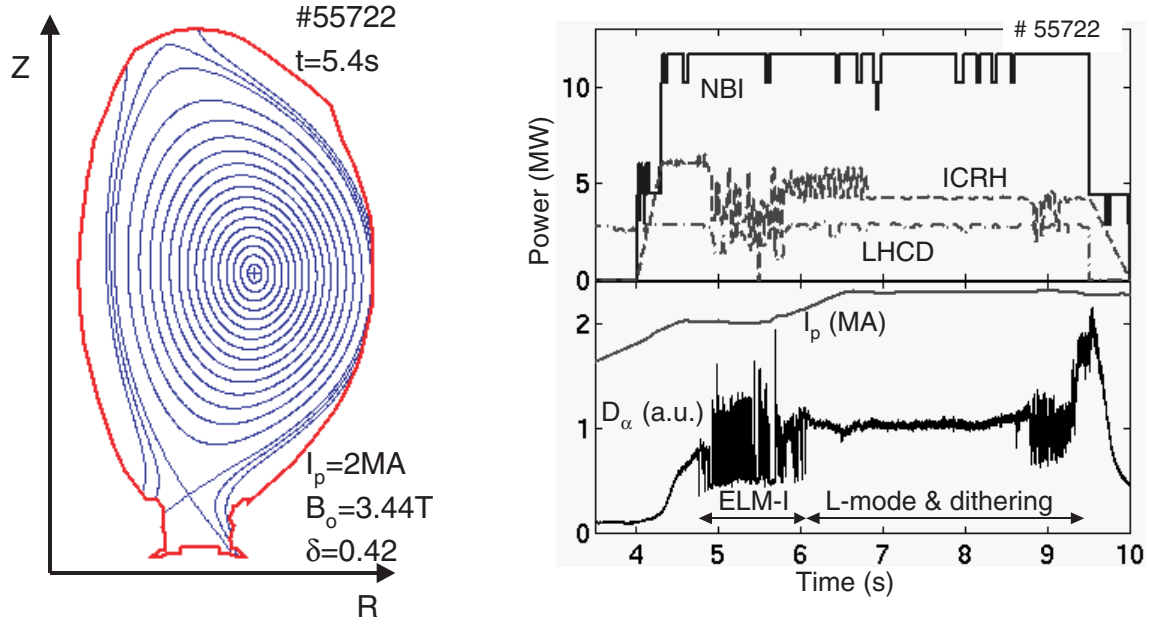 #55722
t=5.4s
Z
I_p=2MA
B_o=3.44T
δ=0.42
R
# 55722
NBI
ICRH
LHCD
Power (MW)
10
5
0
I_p (MA)
D_α (a.u.)
ELM-I
L-mode & dithering
2
1
0
4 5 6 7 8 9 10
Time (s)